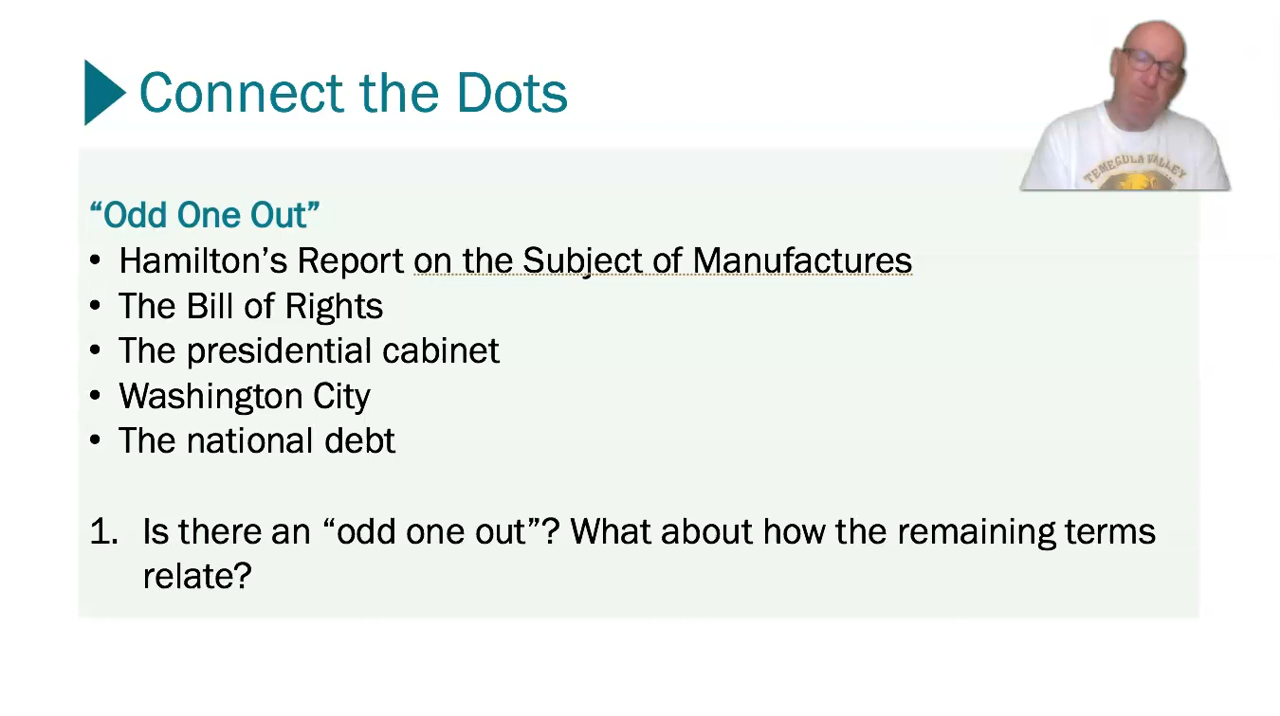 Connect the Dots
TEMECULA VALLEY
“Odd One Out”
• Hamilton’s Report on the Subject of Manufactures
• The Bill of Rights
• The presidential cabinet
• Washington City
• The national debt
1. Is there an “odd one out”? What about how the remaining terms
relate?